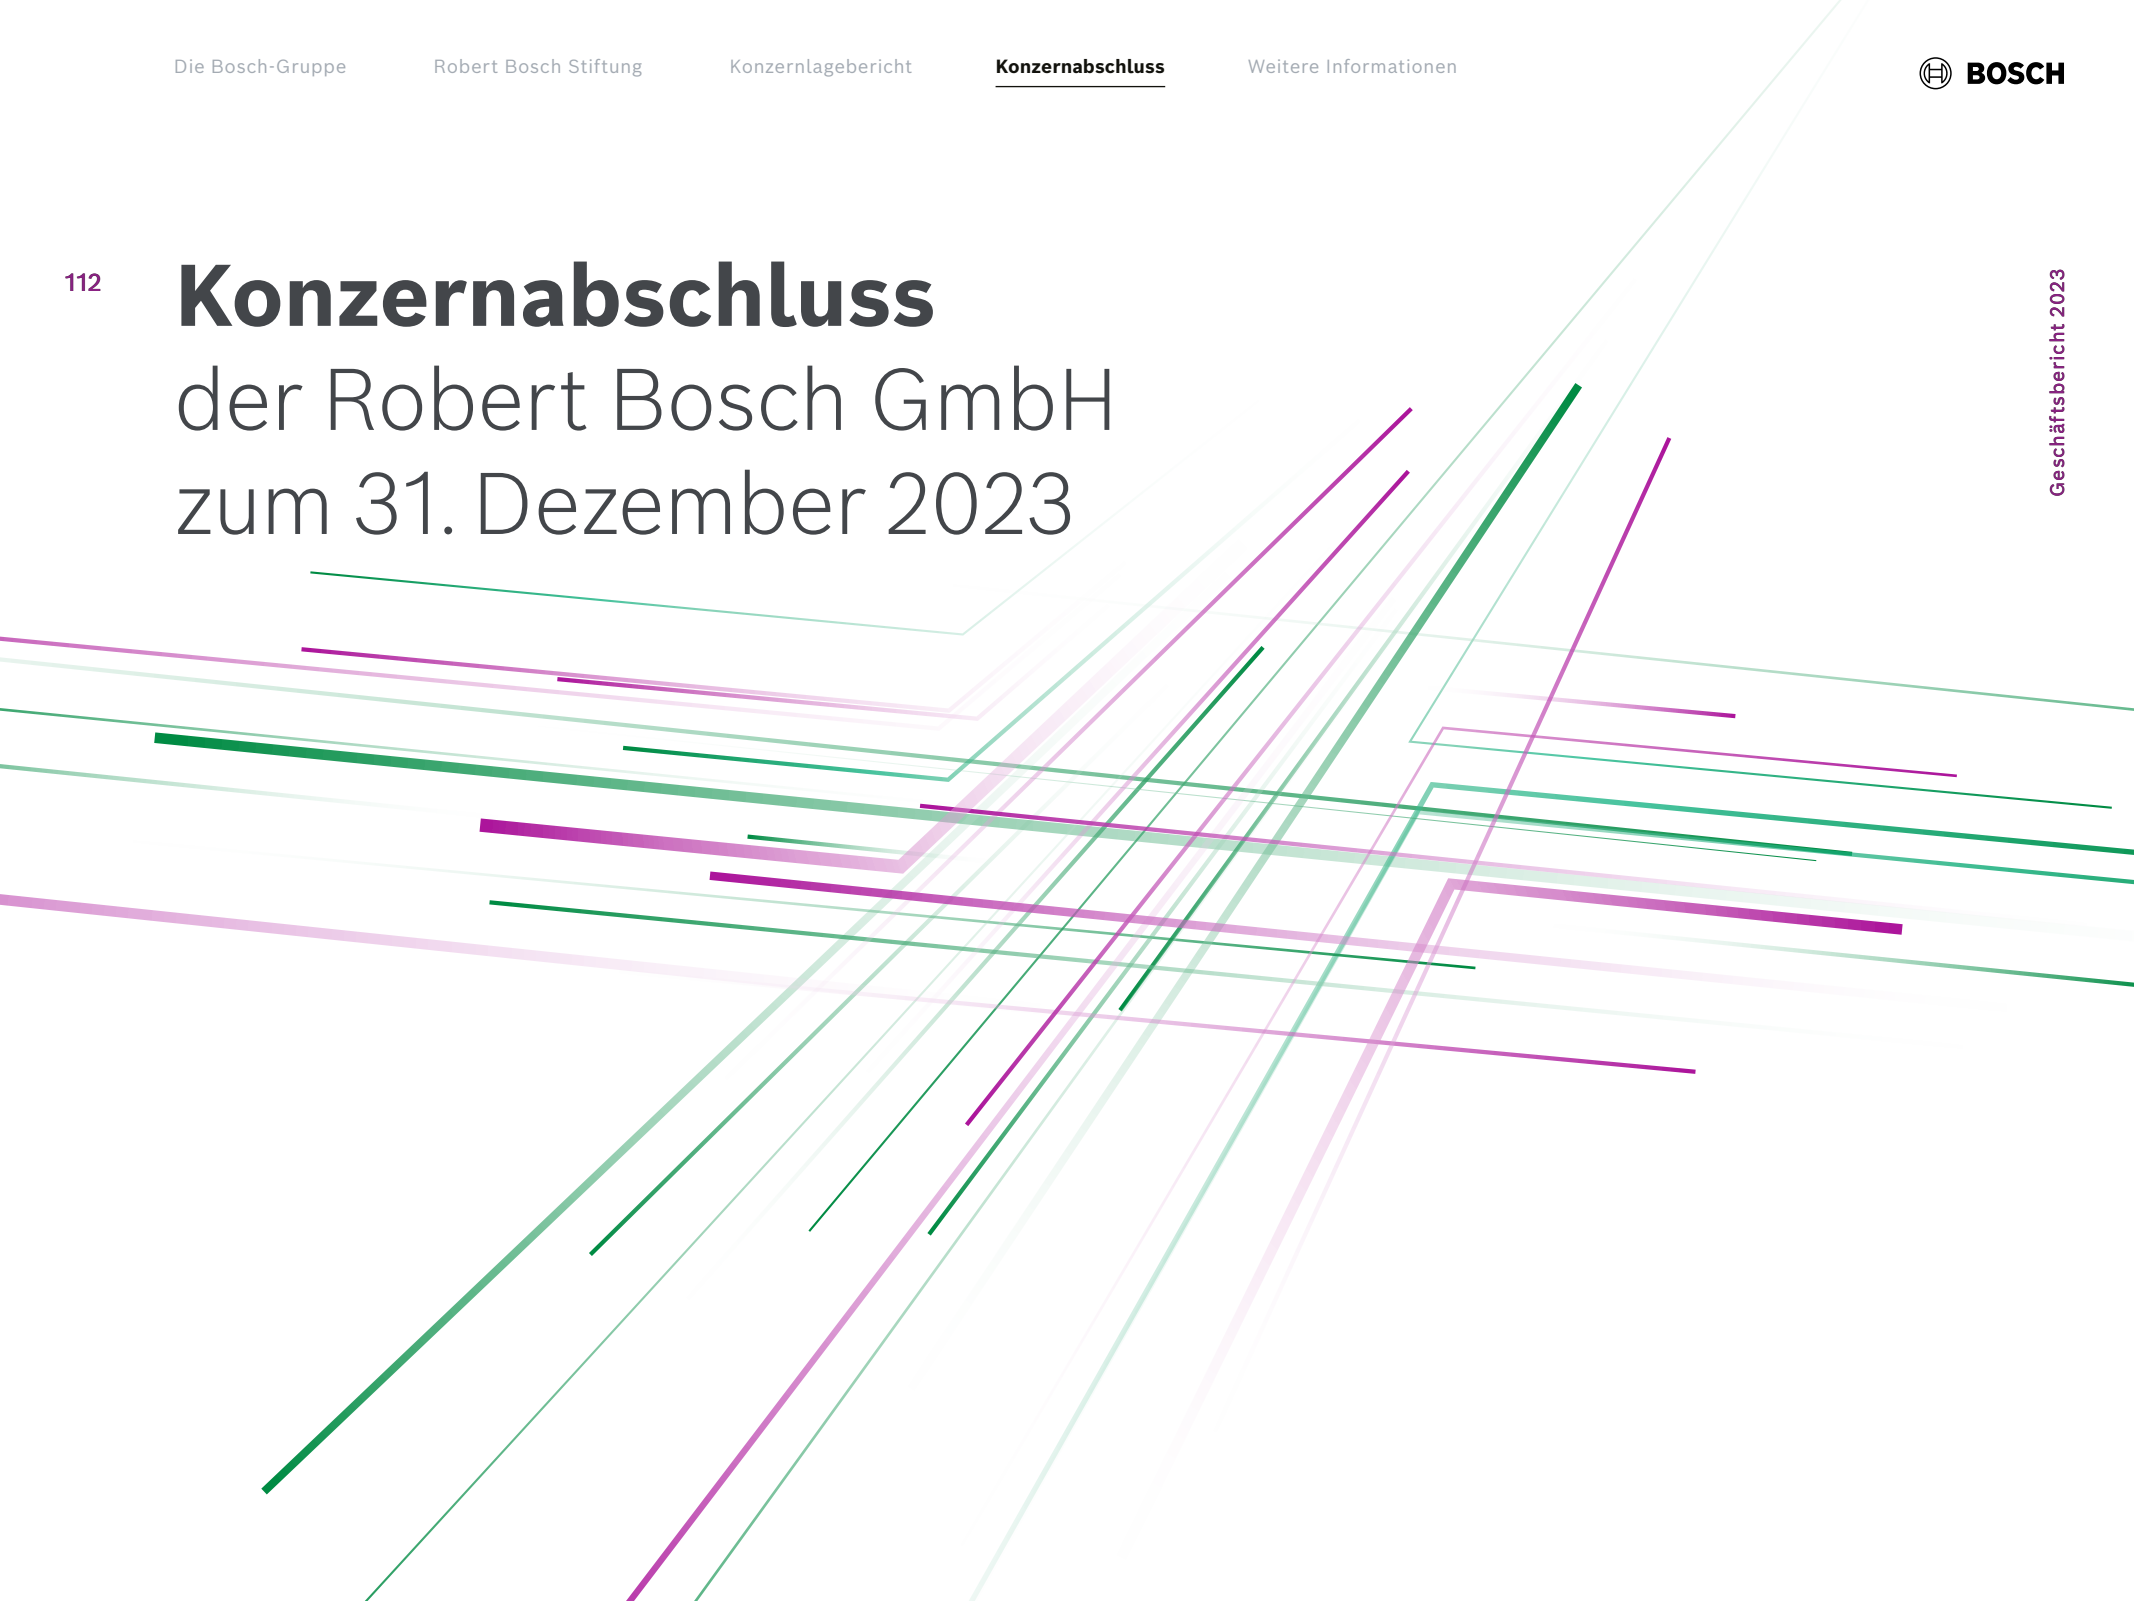 Die Bosch-Gruppe
Robert Bosch Stiftung
Konzernlagebericht
Konzernabschluss
Weitere Informationen
BOSCH
112
Konzernabschluss
der Robert Bosch GmbH
zum 31. Dezember 2023
Geschäftsbericht 2023